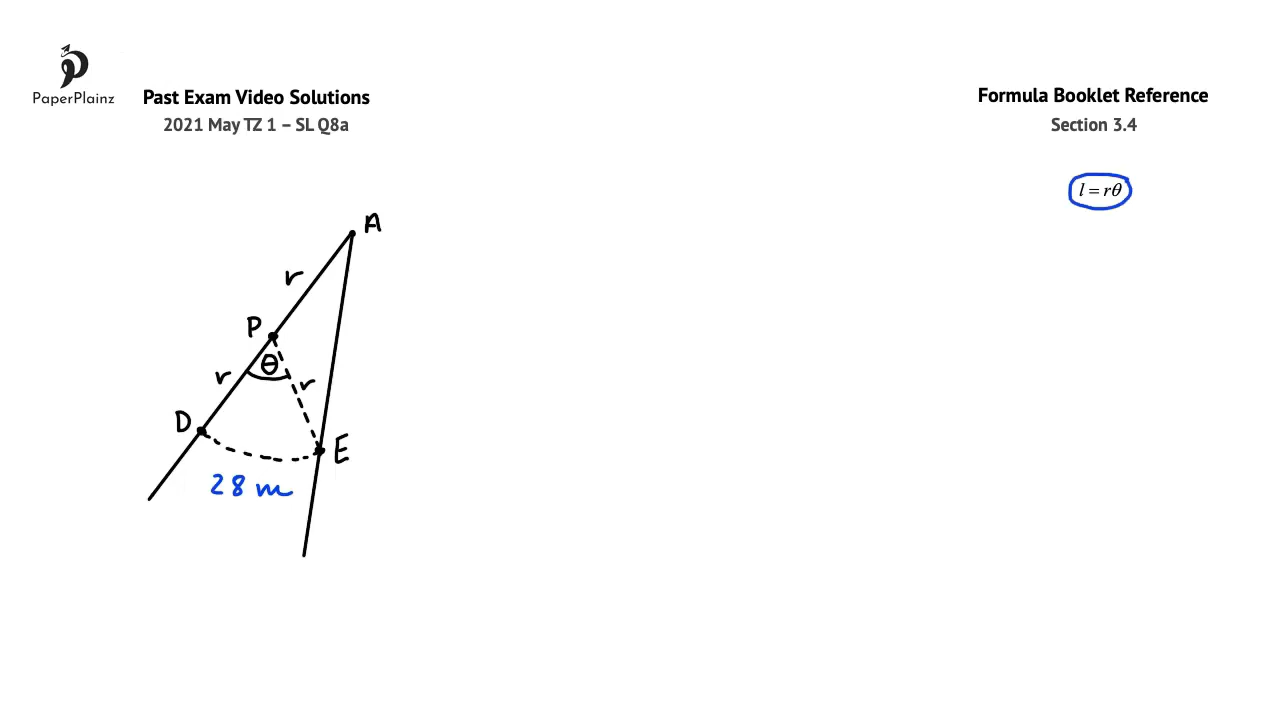 PaperPlainz
Past Exam Video Solutions
2021 May TZ 1 – SL Q8a
Formula Booklet Reference
Section 3.4
l = rθ
A
r
P
θ
r
r
D
E
28 m